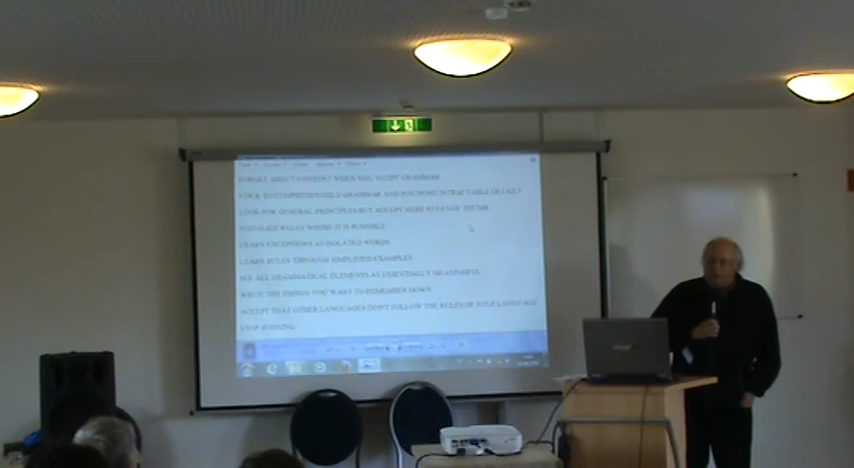 FORGET ABOUT CONTENT WHEN YOU STUDY GRAMMAR
STICK TO COMPREHENSIBLE GRAMMAR AND POSTPONE INTRACTABLE DETAILS
LOOK FOR GENERAL PRINCIPLES BUT ACCEPT MERE RULES OF THUMB
RULES WHERE IT IS POSSIBLE
LEARN EXCEPTIONS AS ISOLATED WORDS
LEARN RULES THROUGH SIMPLIFIED EXAMPLES
SEE ALL GRAMMATICAL ELEMENTS AS ESSENTIALLY MEANINGFUL
WRITE THE THINGS YOU WANT TO REMEMBER DOWN
ACCEPT THAT OTHER LANGUAGES DON'T FOLLOW THE RULES OF YOUR LANGUAGE
STOP WHINING